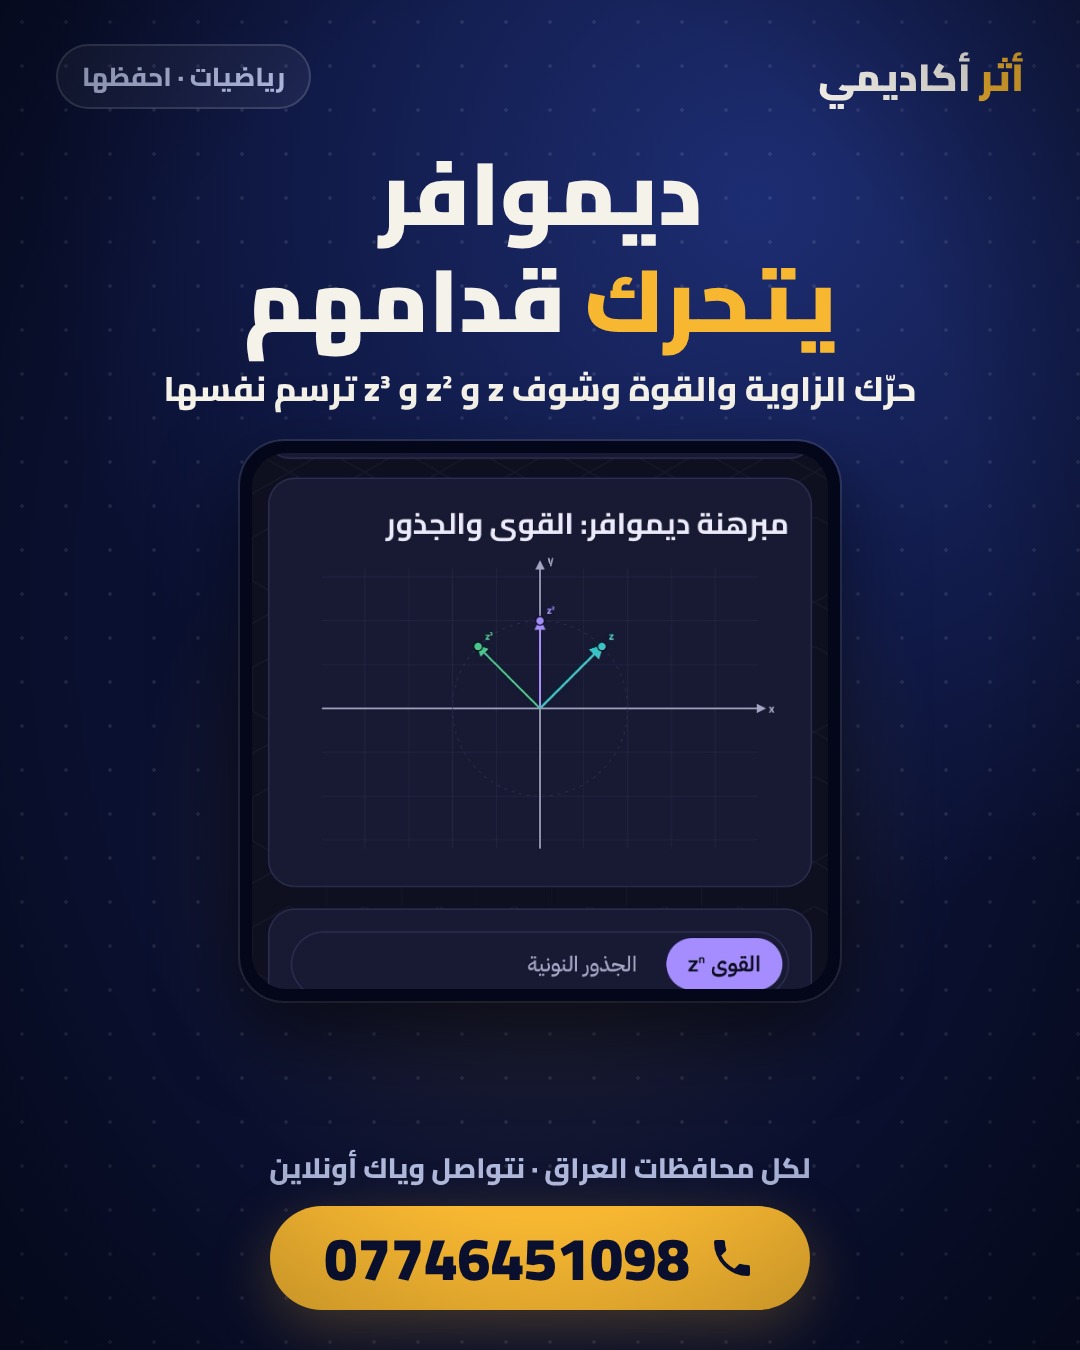 أثر أكاديمي
رياضيات · احفظها
ديموافر
يتحرك قدامهم
حرّك الزاوية والقوة وشوف z و z² و z³ ترسم نفسها
مبرهنة ديموافر: القوى والجذور
y
z²
z³
z
x
القوى zⁿ
الجذور النونية
لكل محافظات العراق · نتواصل وياك أونلاين
07746451098